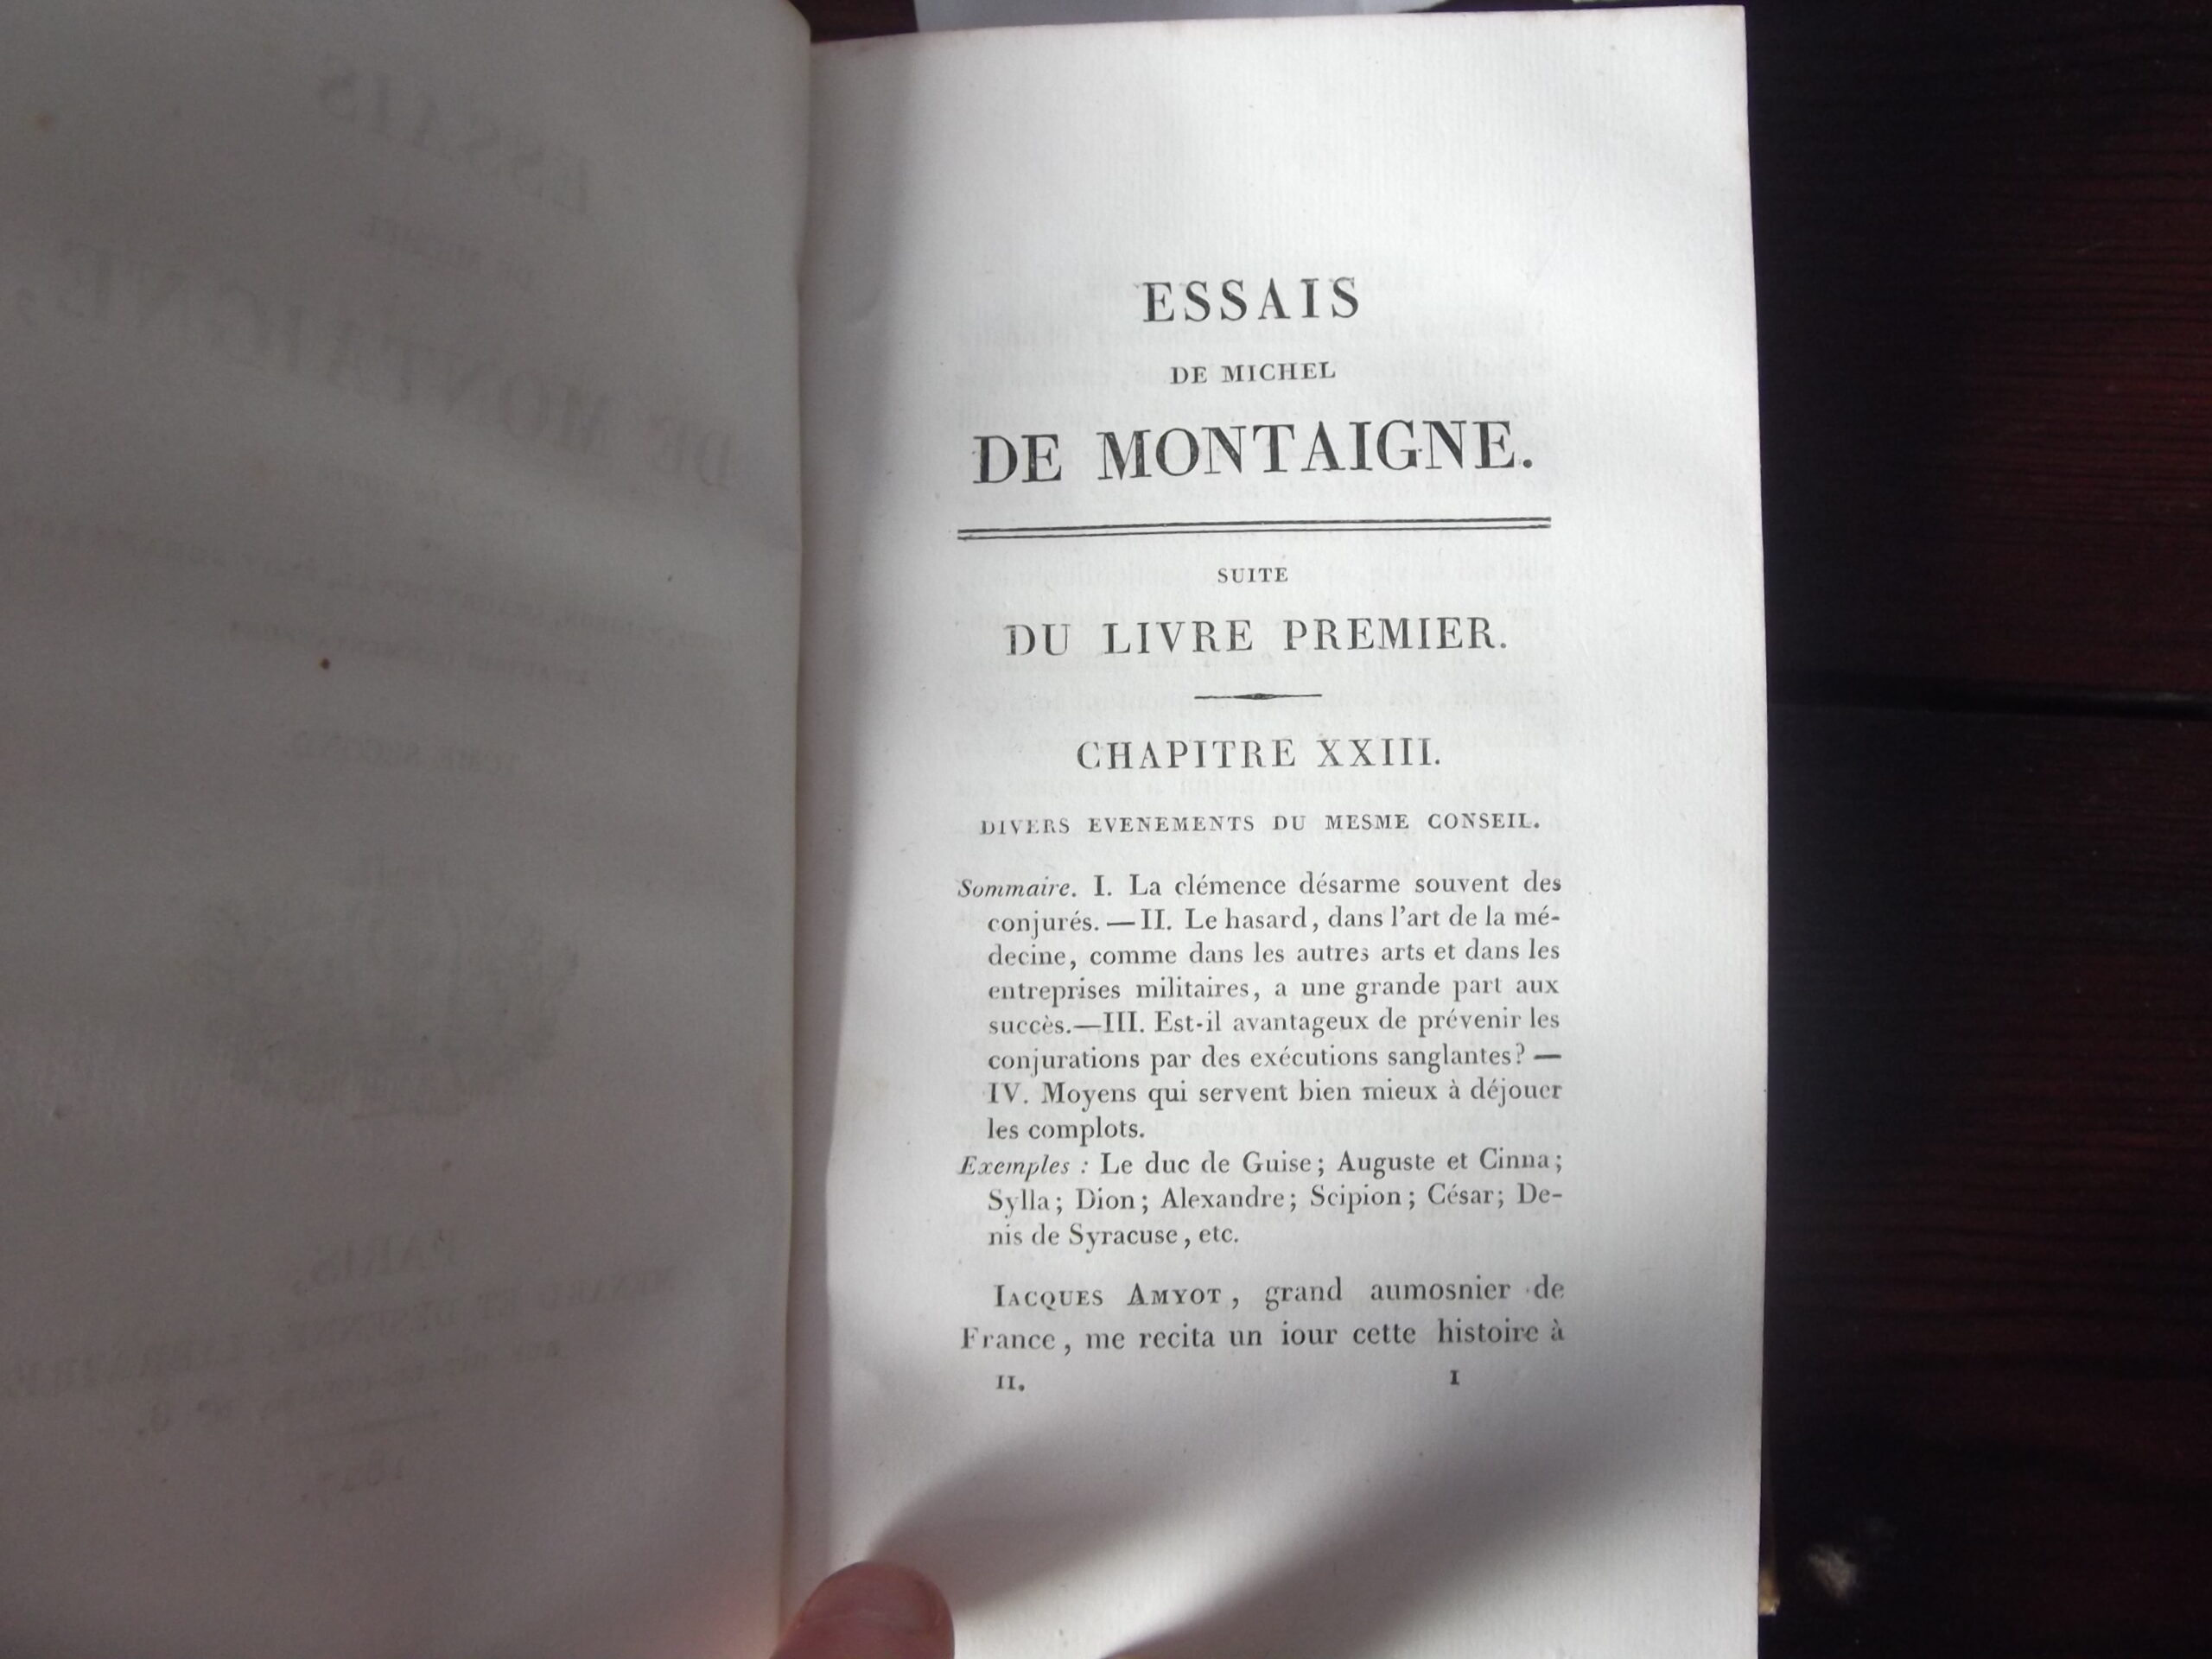 ESSAIS
DE MICHEL
DE MONTAIGNE.
SUITE
DU LIVRE PREMIER.
CHAPITRE XXIII.
DIVERS EVENEMENTS DU MESME CONSEIL.
Sommaire. I. La clémence désarme souvent des
conjurés. — II. Le hasard, dans l'art de la mé-
decine, comme dans les autres arts et dans les
entreprises militaires, a une grande part aux
succès.—III. Est-il avantageux de prévenir les
conjurations par des exécutions sanglantes? —
IV. Moyens qui servent bien mieux à déjouer
les complots.
Exemples : Le duc de Guise; Auguste et Cinna;
Sylla; Dion; Alexandre; Scipion; César; De-
nis de Syracuse, etc.
IACQUES AMYOT, grand aumosnier de
France, me recita un iour cette histoire à
II. I